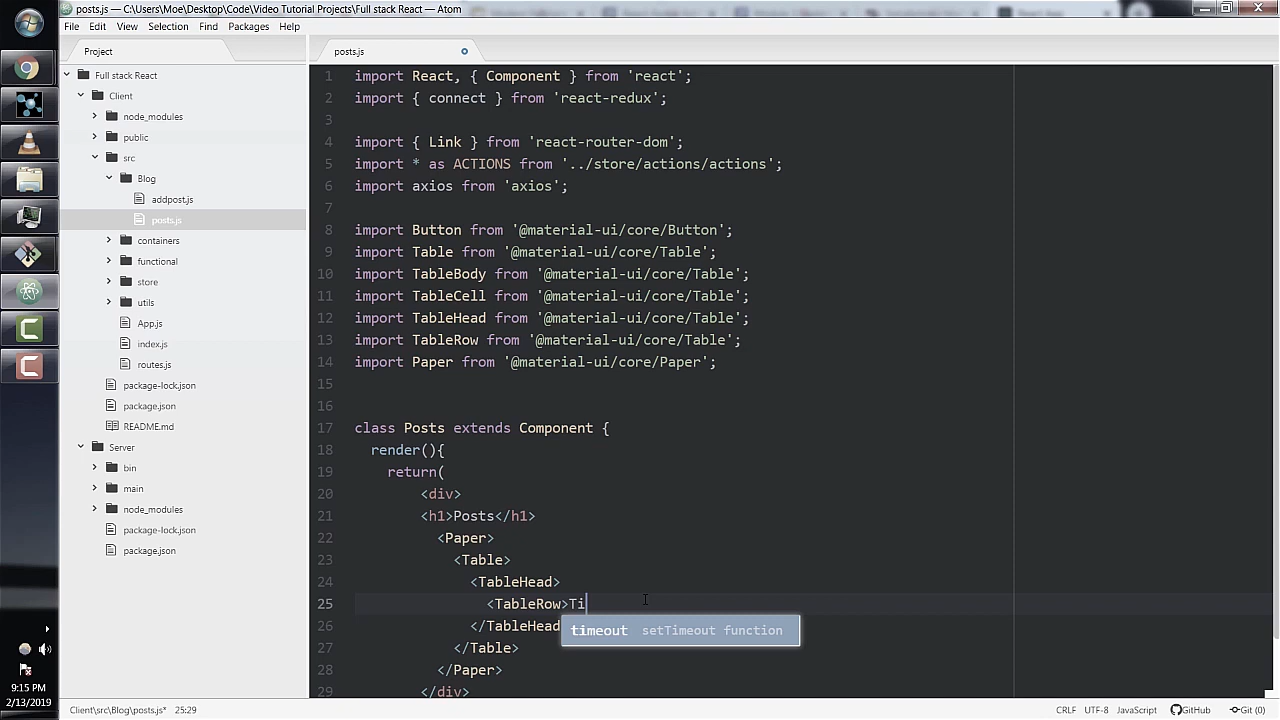 posts.js — C:\Users\Moe\Desktop\Code\Video Tutorial Projects\Full stack React — Atom
File Edit View Selection Find Packages Help
Project
posts.js
Full stack React
Client
node_modules
public
src
Blog
addpost.js
posts.js
containers
functional
store
utils
App.js
index.js
routes.js
package-lock.json
package.json
README.md
Server
bin
main
node_modules
package-lock.json
package.json
1 import React, { Component } from 'react';
2 import { connect } from 'react-redux';
3
4 import { Link } from 'react-router-dom';
5 import * as ACTIONS from '../store/actions/actions';
6 import axios from 'axios';
7
8 import Button from '@material-ui/core/Button';
9 import Table from '@material-ui/core/Table';
10 import TableBody from '@material-ui/core/Table';
11 import TableCell from '@material-ui/core/Table';
12 import TableHead from '@material-ui/core/Table';
13 import TableRow from '@material-ui/core/Table';
14 import Paper from '@material-ui/core/Paper';
15
16
17 class Posts extends Component {
18 render(){
19 return(
20 <div>
21 <h1>Posts</h1>
22 <Paper>
23 <Table>
24 <TableHead>
25 <TableRow>Ti
26 </TableHead
timeout setTimeout function
27 </Table>
28 </Paper>
29 </div>
9:15 PM
2/13/2019
Client\src\Blog\posts.js* 25:29
CRLF UTF-8 JavaScript GitHub Git (0)